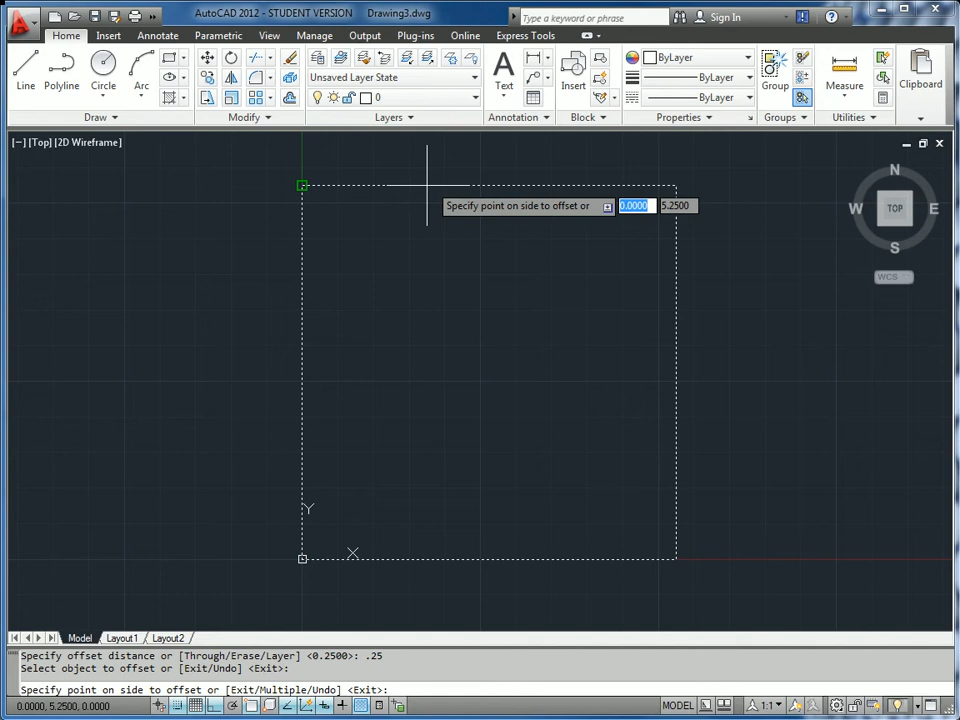 AutoCAD 2012 - STUDENT VERSION Drawing3.dwg
Type a keyword or phrase
Sign In
Home Insert Annotate Parametric View Manage Plug-ins Output Online Express Tools
Line Polyline Circle Arc
Unsaved Layer State
0
Text
Insert
ByLayer
ByLayer
ByLayer
Group
Measure
Clipboard
Draw Modify Layers Annotation Block Properties Groups Utilities
[−] [Top] [2D Wireframe]
N
W TOP E
S
WCS
Specify point on side to offset or 0.0000 5.2500
Y
X
Model Layout1 Layout2
Specify offset distance or [Through/Erase/Layer] <0.2500>: .25
Select object to offset or [Exit/Undo] <Exit>:
Specify point on side to offset or [Exit/Multiple/Undo] <Exit>:
0.0000, 5.2500, 0.0000
MODEL
1:1